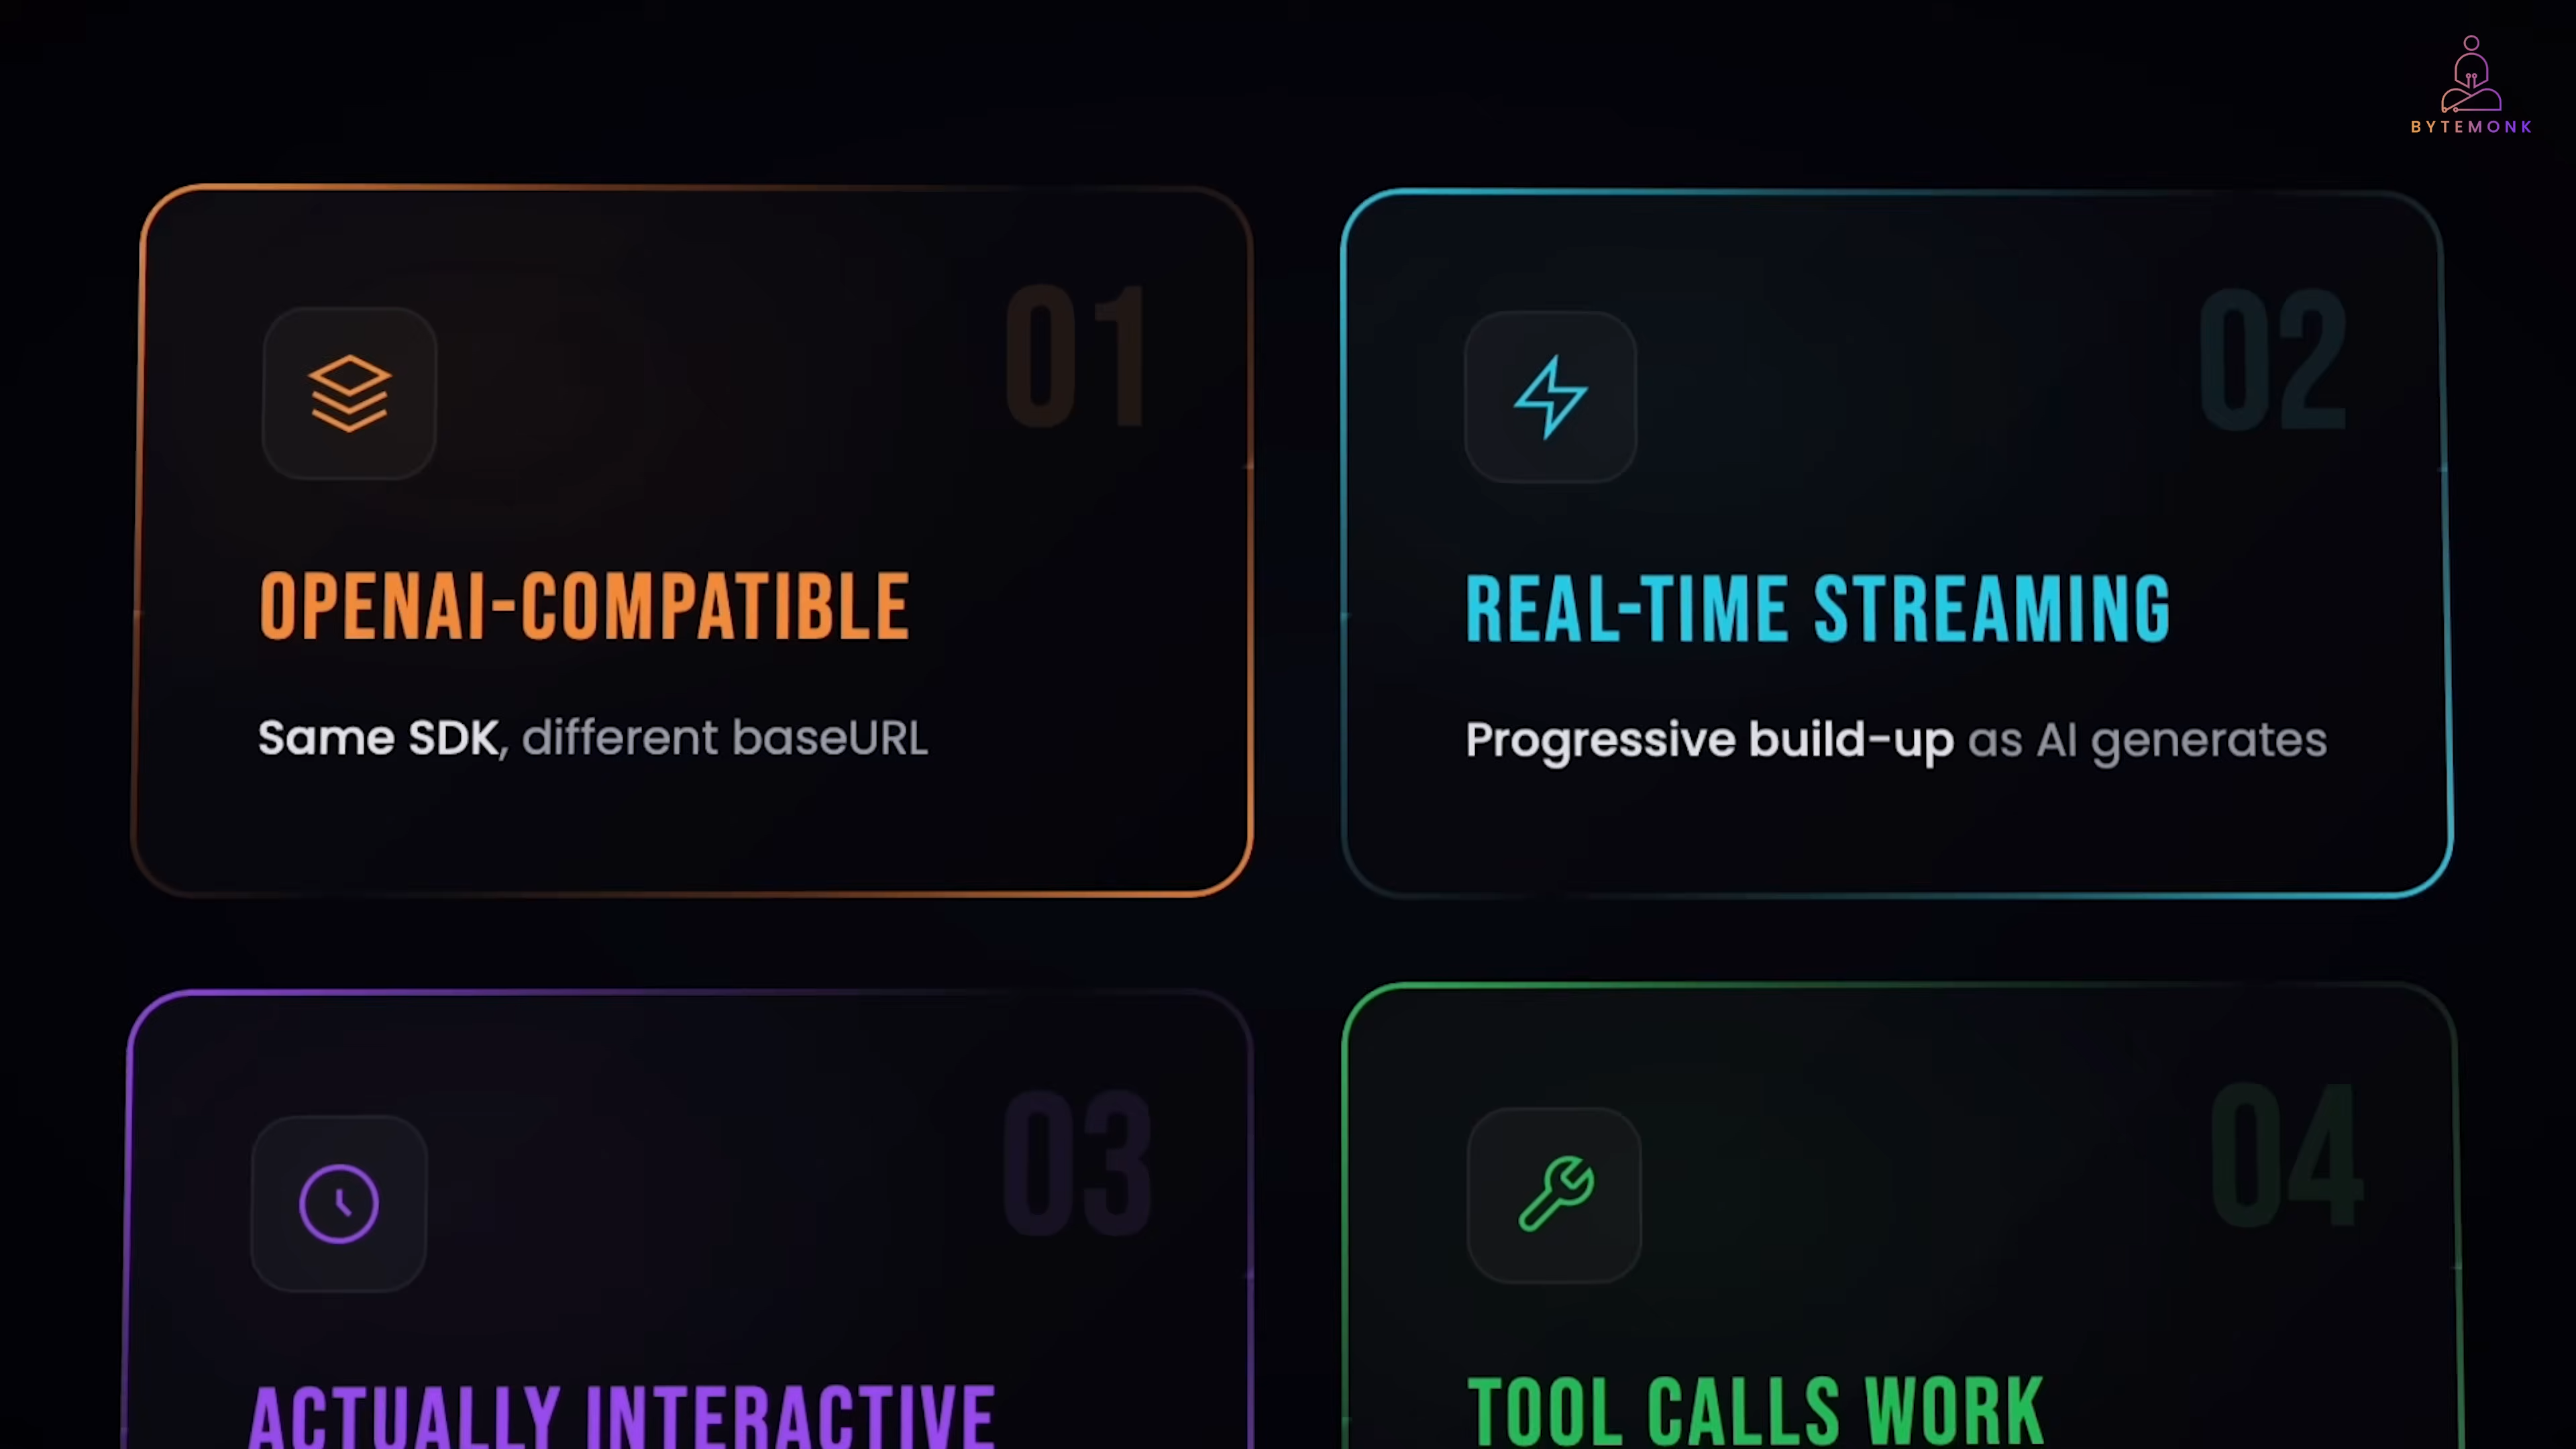 BYTEMONK
01
OPENAI-COMPATIBLE
Same SDK, different baseURL
02
REAL-TIME STREAMING
Progressive build-up as AI generates
03
ACTUALLY INTERACTIVE
04
TOOL CALLS WORK